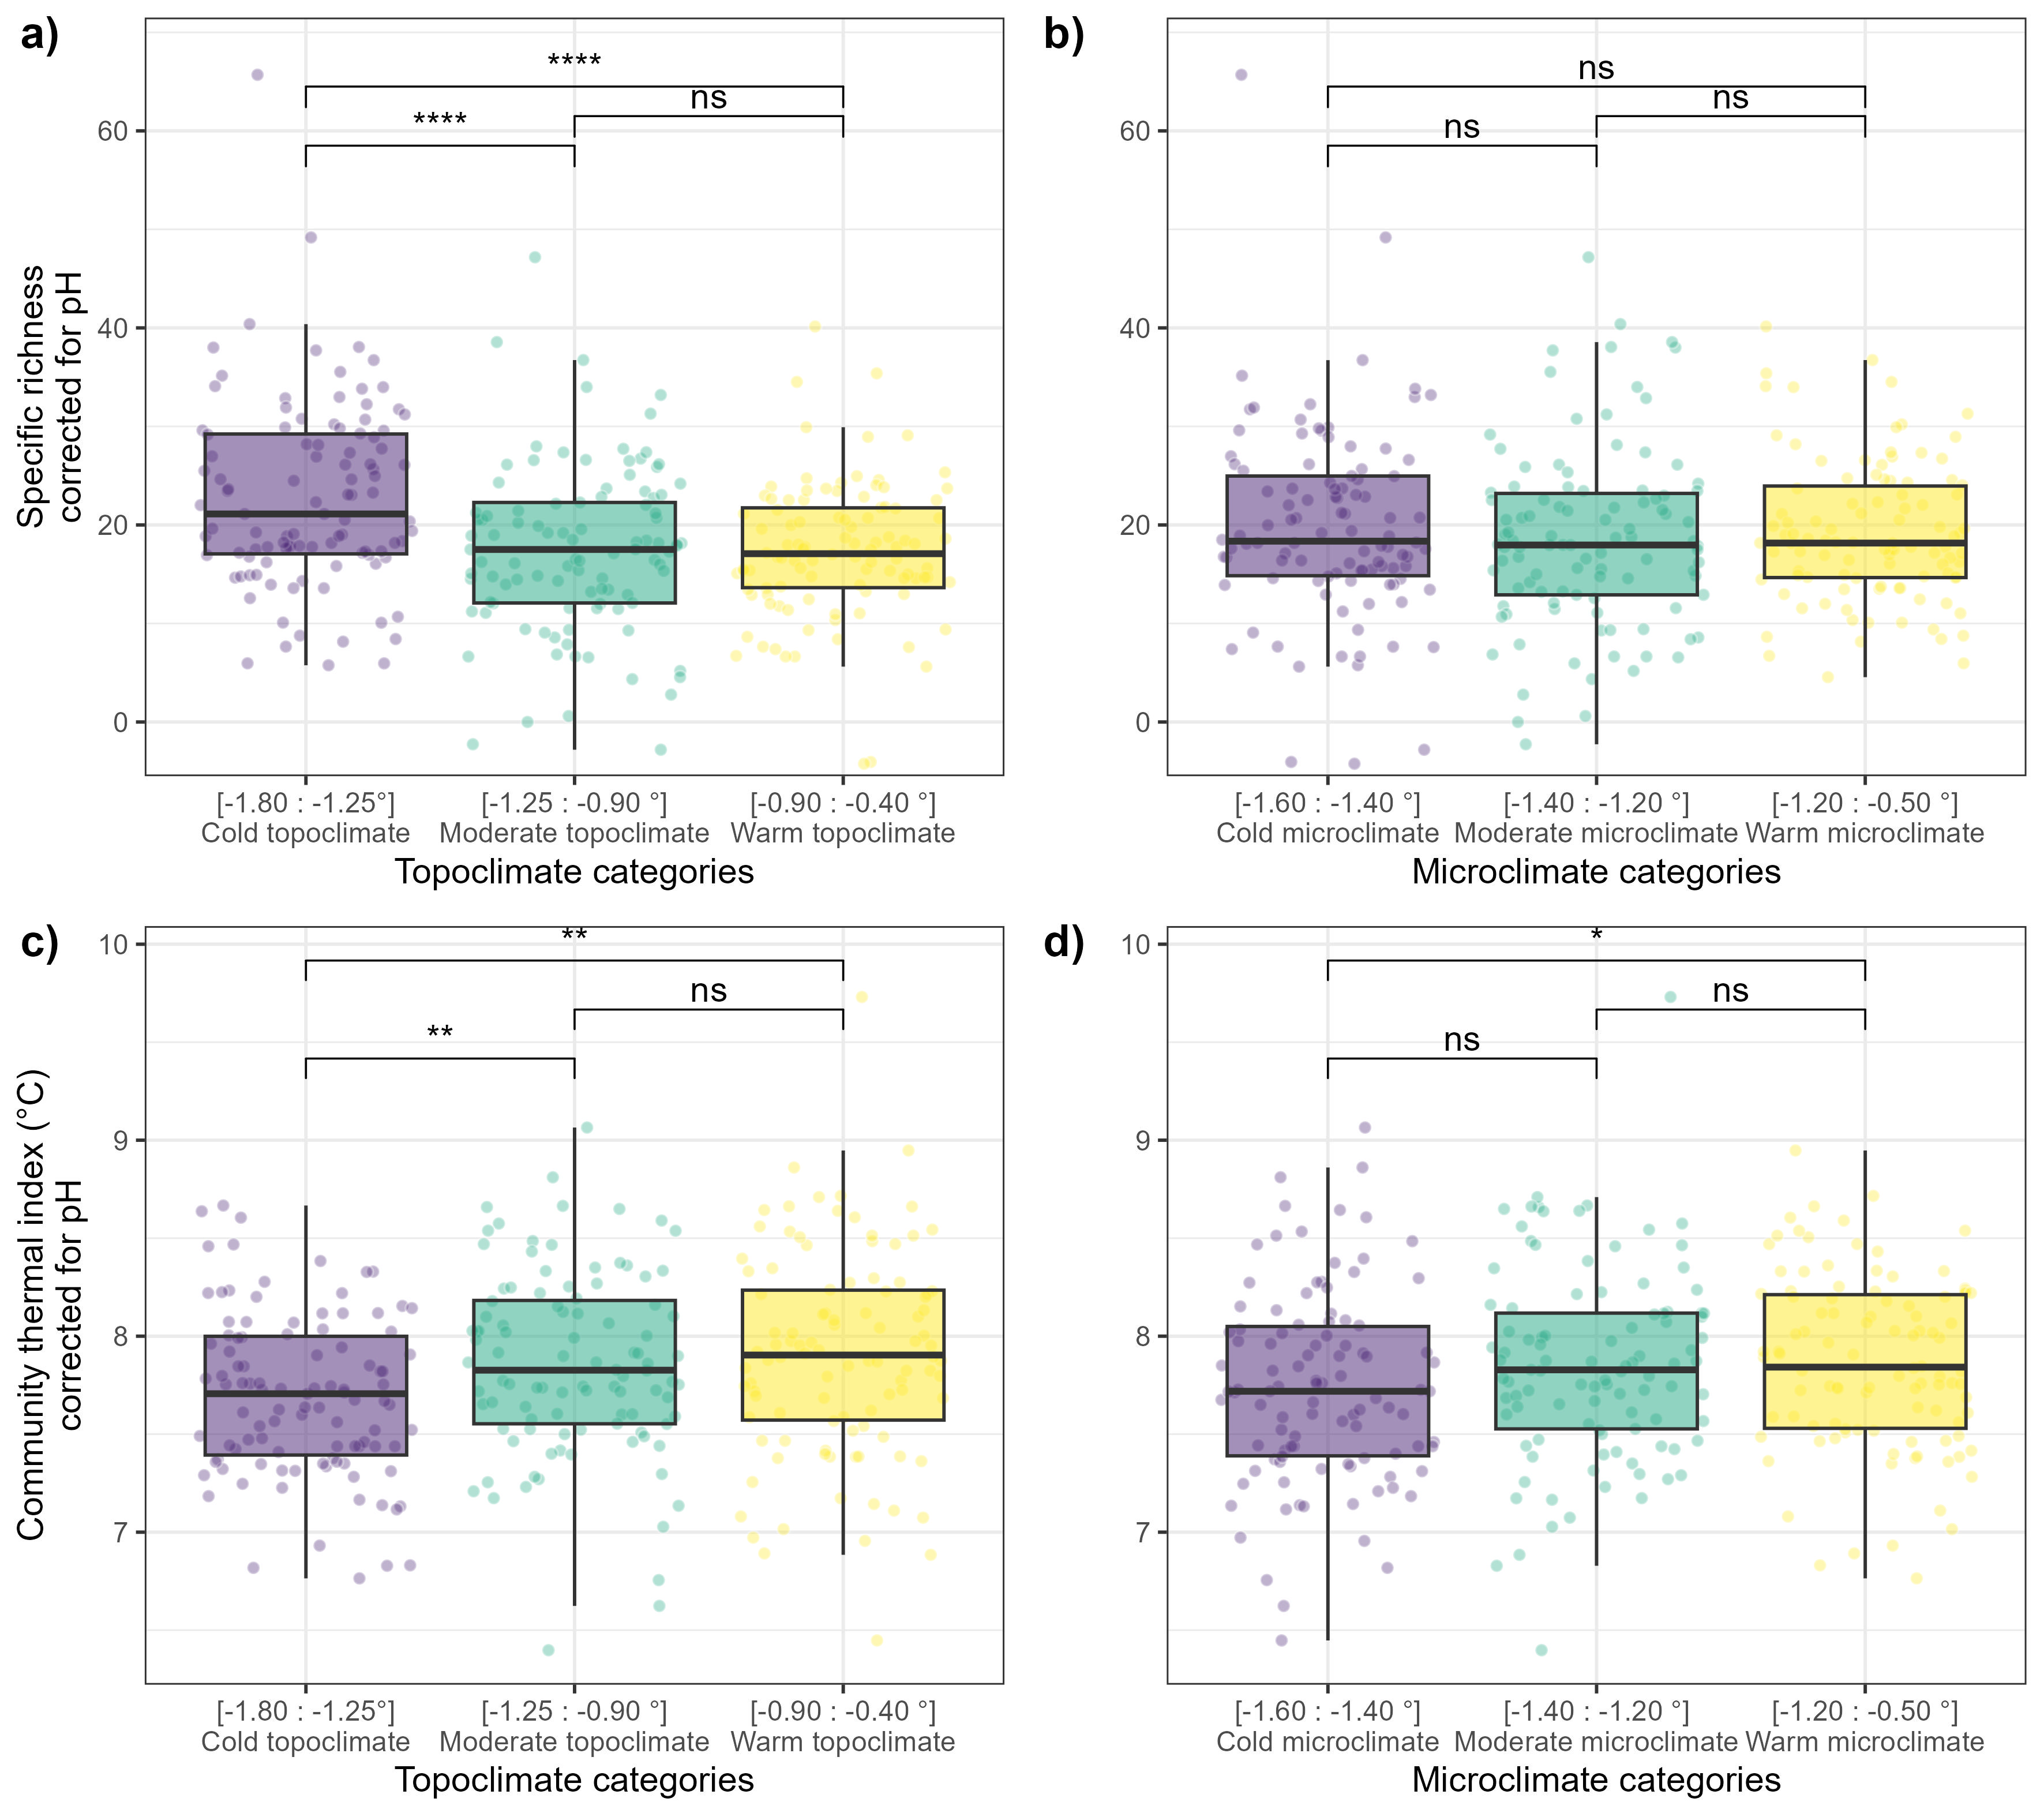 a)
****
ns
****
60
40
20
0
Specific richness
corrected for pH
[-1.80 : -1.25°]
Cold topoclimate
[-1.25 : -0.90 °]
Moderate topoclimate
[-0.90 : -0.40 °]
Warm topoclimate
Topoclimate categories
b)
ns
ns
ns
60
40
20
0
[-1.60 : -1.40 °]
Cold microclimate
[-1.40 : -1.20 °]
Moderate microclimate
[-1.20 : -0.50 °]
Warm microclimate
Microclimate categories
c)
**
ns
**
10
9
8
7
Community thermal index (°C)
corrected for pH
[-1.80 : -1.25°]
Cold topoclimate
[-1.25 : -0.90 °]
Moderate topoclimate
[-0.90 : -0.40 °]
Warm topoclimate
Topoclimate categories
d)
*
ns
ns
10
9
8
7
[-1.60 : -1.40 °]
Cold microclimate
[-1.40 : -1.20 °]
Moderate microclimate
[-1.20 : -0.50 °]
Warm microclimate
Microclimate categories